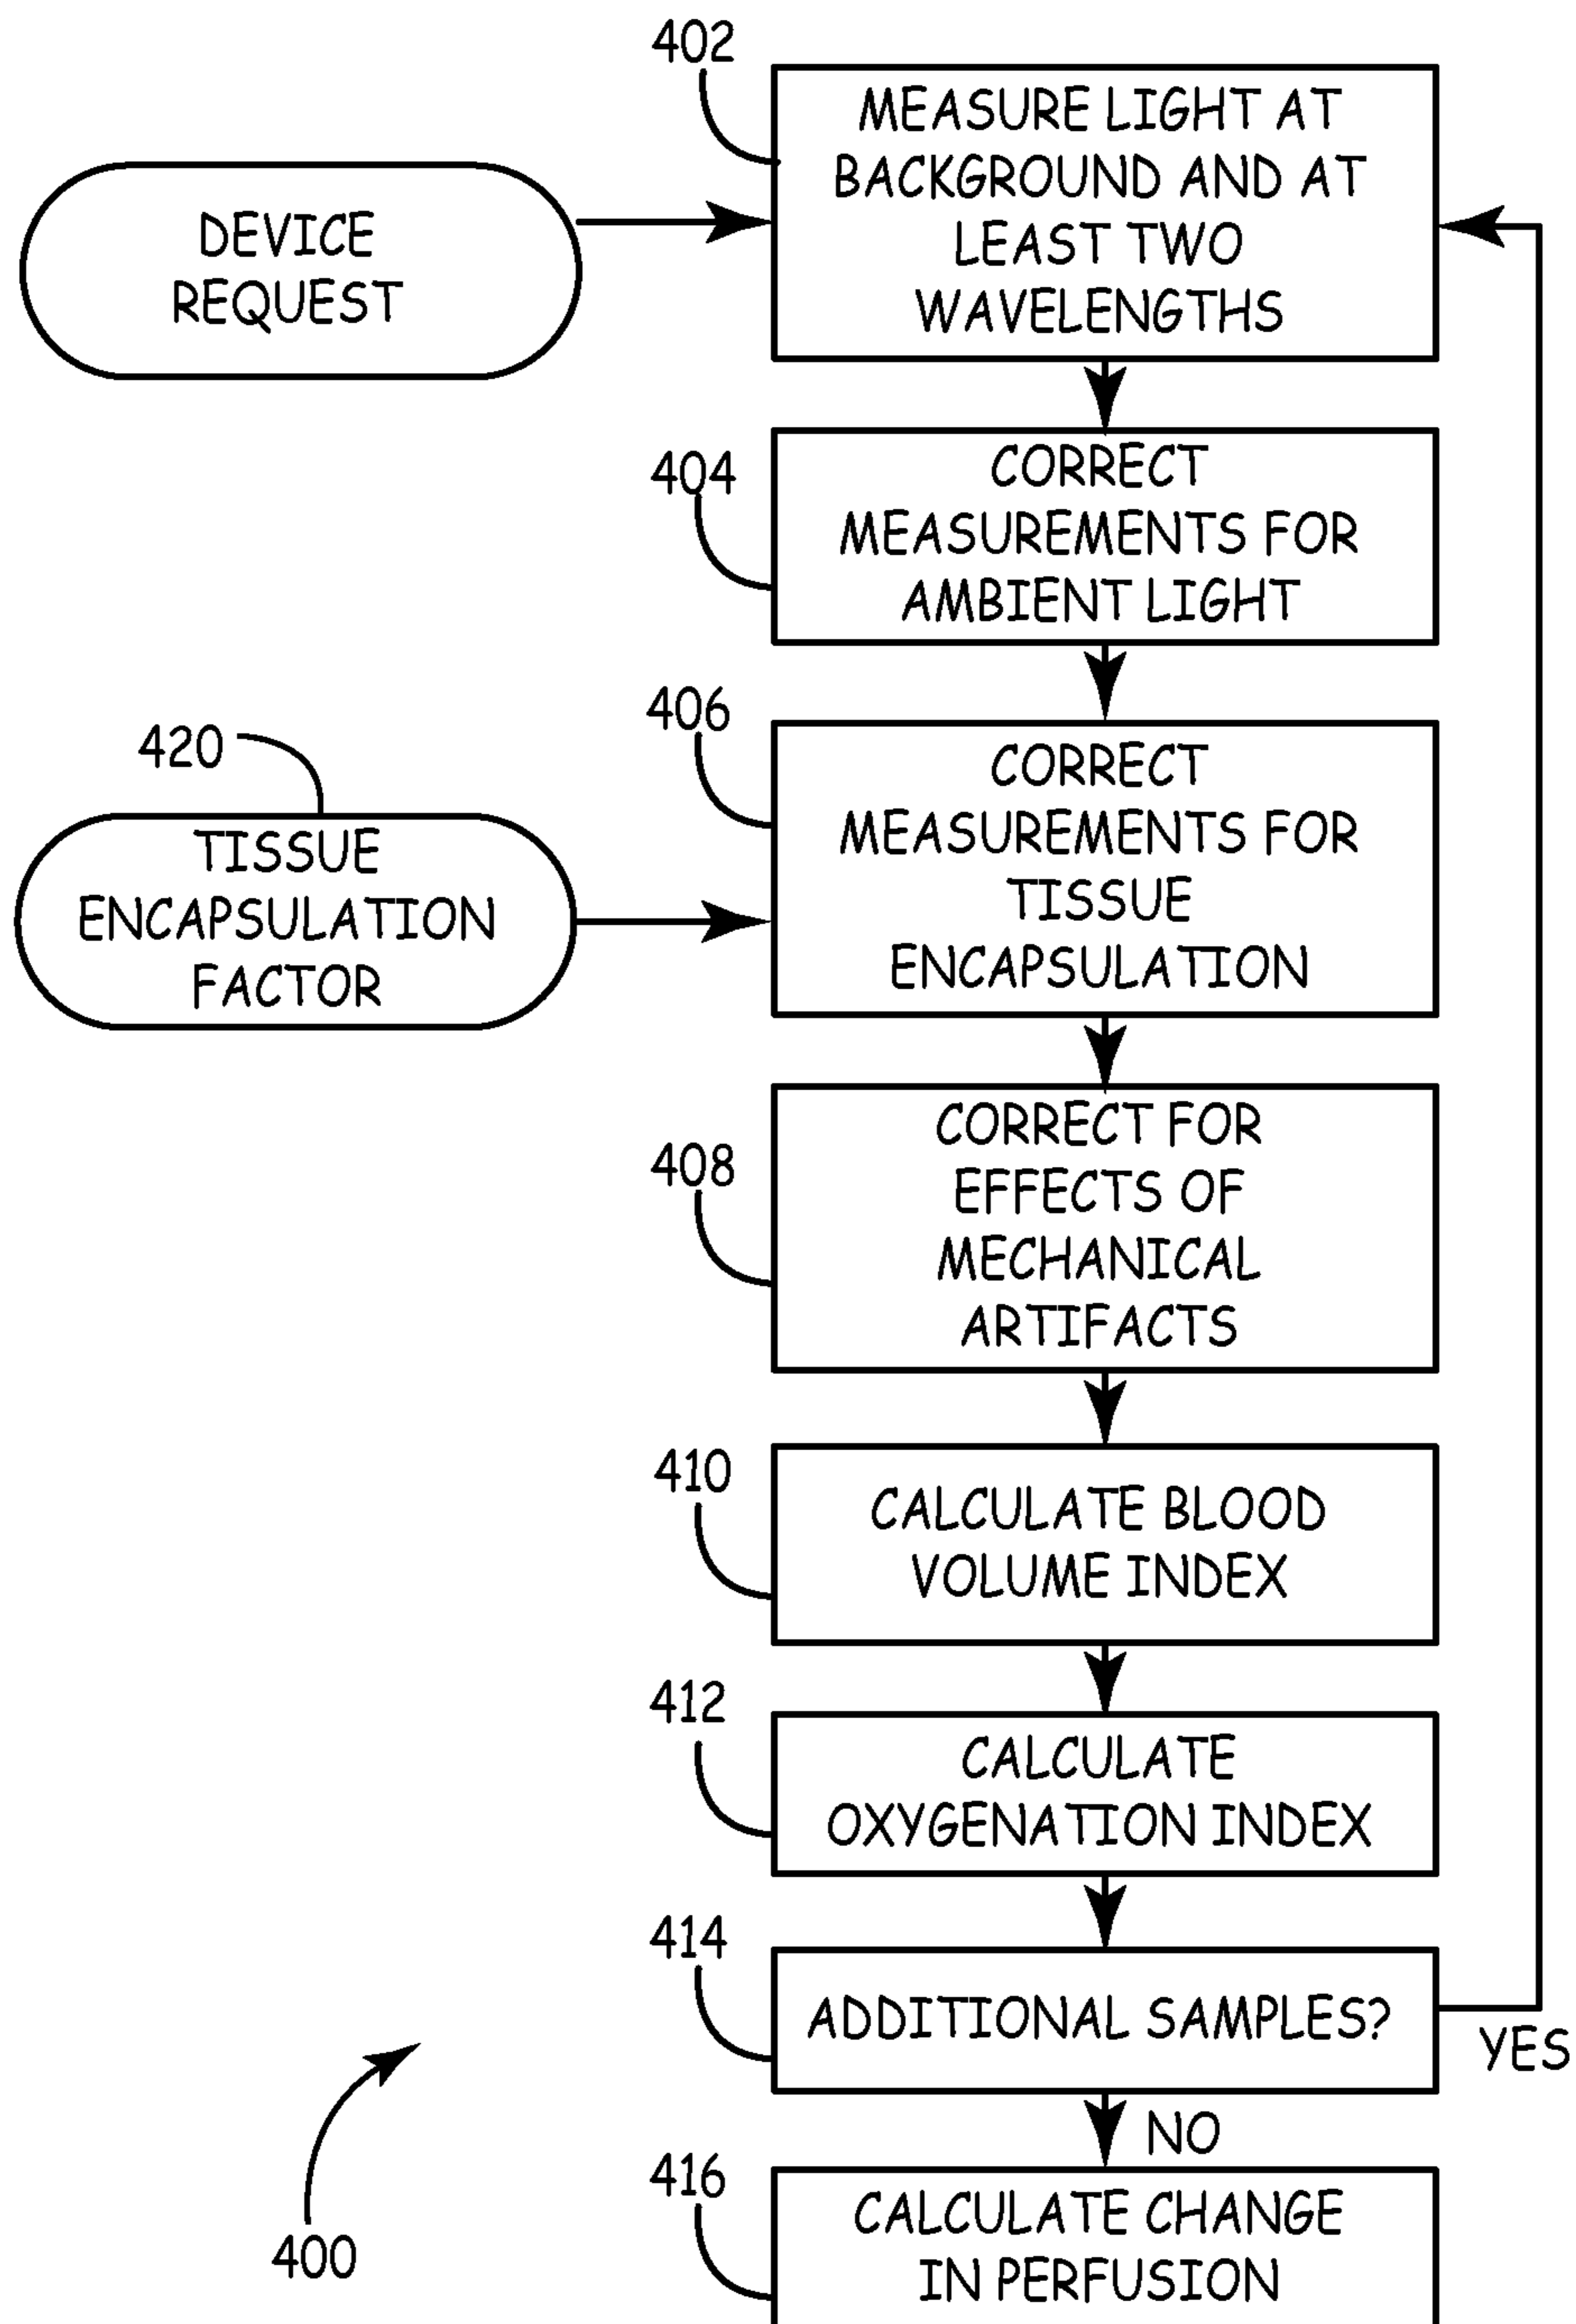 402
MEASURE LIGHT AT
BACKGROUND AND AT
LEAST TWO
WAVELENGTHS
DEVICE
REQUEST
404
CORRECT
MEASUREMENTS FOR
AMBIENT LIGHT
406
CORRECT
MEASUREMENTS FOR
TISSUE
ENCAPSULATION
420
TISSUE
ENCAPSULATION
FACTOR
408
CORRECT FOR
EFFECTS OF
MECHANICAL
ARTIFACTS
410
CALCULATE BLOOD
VOLUME INDEX
412
CALCULATE
OXYGENATION INDEX
414
ADDITIONAL SAMPLES?
YES
NO
416
CALCULATE CHANGE
IN PERFUSION
400